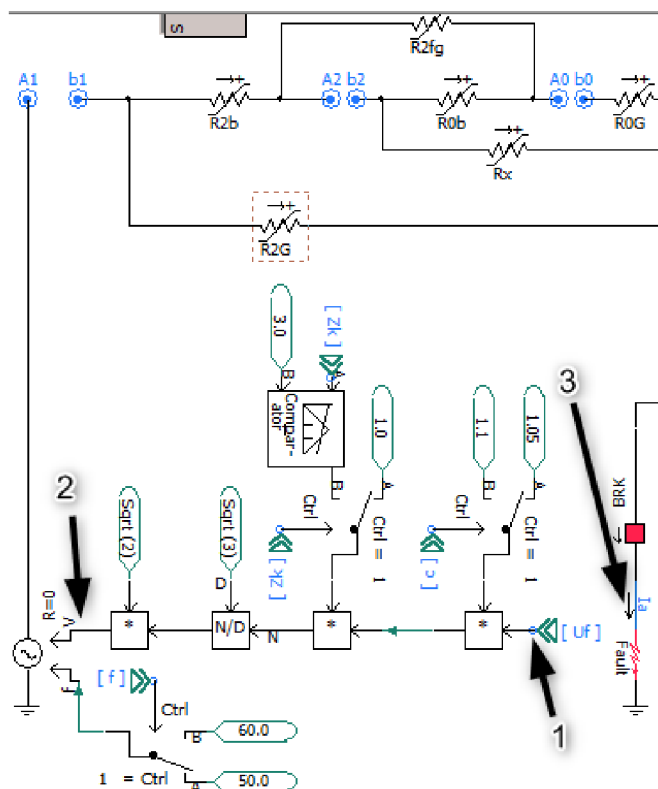 S
R2fg
A1 b1 A2 b2 A0 b0
R2b R0b R0G
Rx
R2G
3.0
[ Zk ]
B A
Compar-
ator
B
1.0
A
Ctrl
Ctrl = 1
[ Zk ]
1.1
1.05
B A
Ctrl
Ctrl = 1
[ c ]
3
BRK
2
Sqrt (2)
Sqrt (3)
D
R=0
V
* N/D N * * [ Uf ]
Ia
Fault
f
[ f ]
Ctrl
1
B 60.0
1 = Ctrl
A 50.0